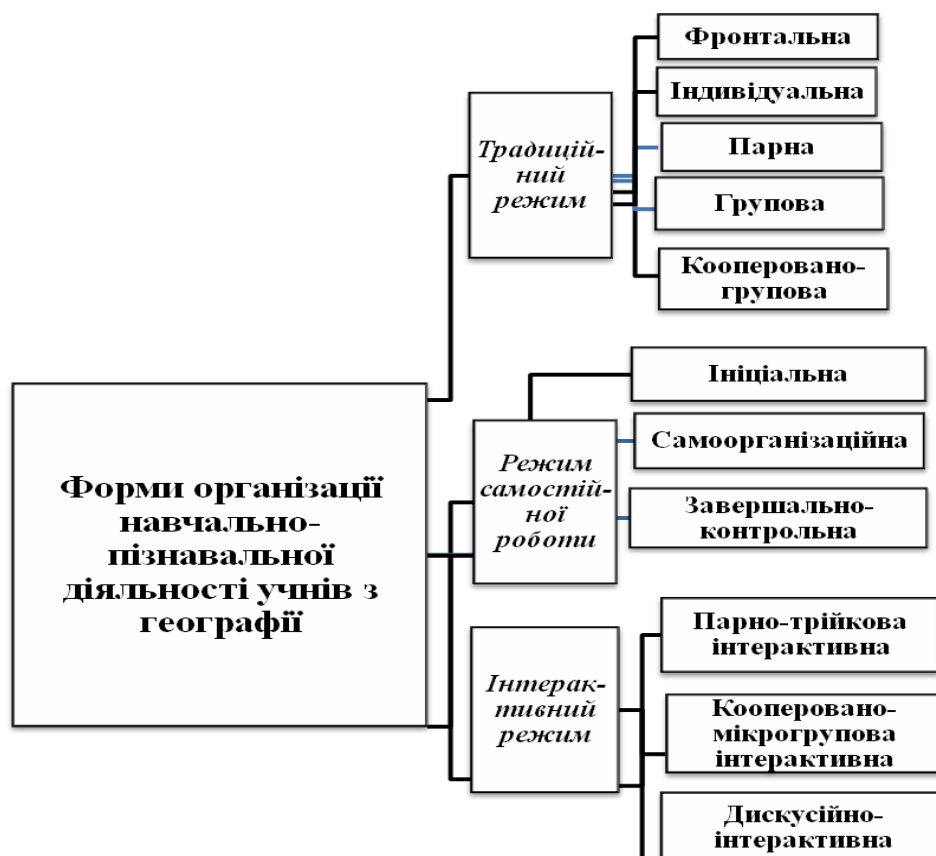 Форми організації
навчально-
пізнавальної
діяльності учнів з
географії
Традицій-
ний
режим
Фронтальна
Індивідуальна
Парна
Групова
Кооперовано-
групова
Режим
самостій-
ної
роботи
Ініціальна
Самоорганізаційна
Завершально-
контрольна
Інтерак-
тивний
режим
Парно-трійкова
інтерактивна
Кооперовано-
мікрогрупова
інтерактивна
Дискусійно-
інтерактивна